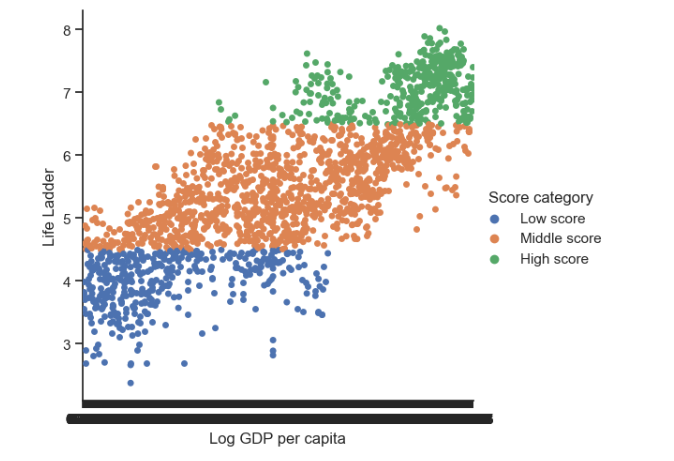 8
7
6
5
4
3
Life Ladder
Log GDP per capita
Score category
Low score
Middle score
High score